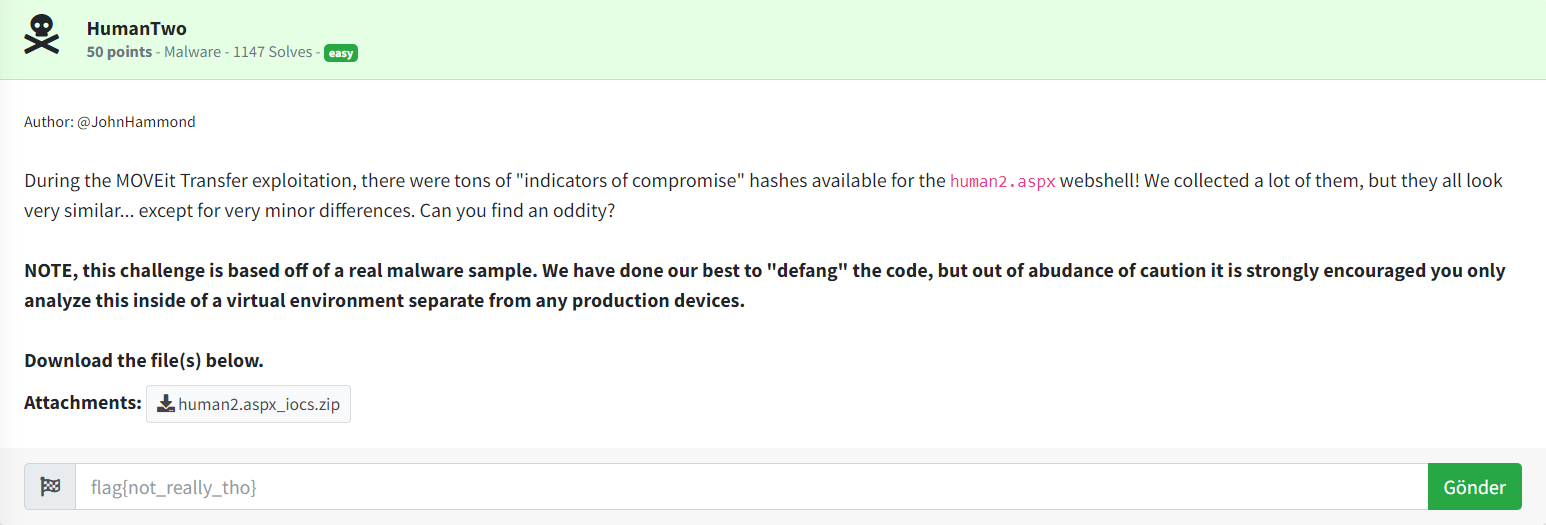 HumanTwo
50 points - Malware - 1147 Solves - easy
Author: @JohnHammond
During the MOVEit Transfer exploitation, there were tons of "indicators of compromise" hashes available for the human2.aspx webshell! We collected a lot of them, but they all look
very similar... except for very minor differences. Can you find an oddity?
NOTE, this challenge is based off of a real malware sample. We have done our best to "defang" the code, but out of abudance of caution it is strongly encouraged you only
analyze this inside of a virtual environment separate from any production devices.
Download the file(s) below.
Attachments: human2.aspx_iocs.zip
flag{not_really_tho} Gönder